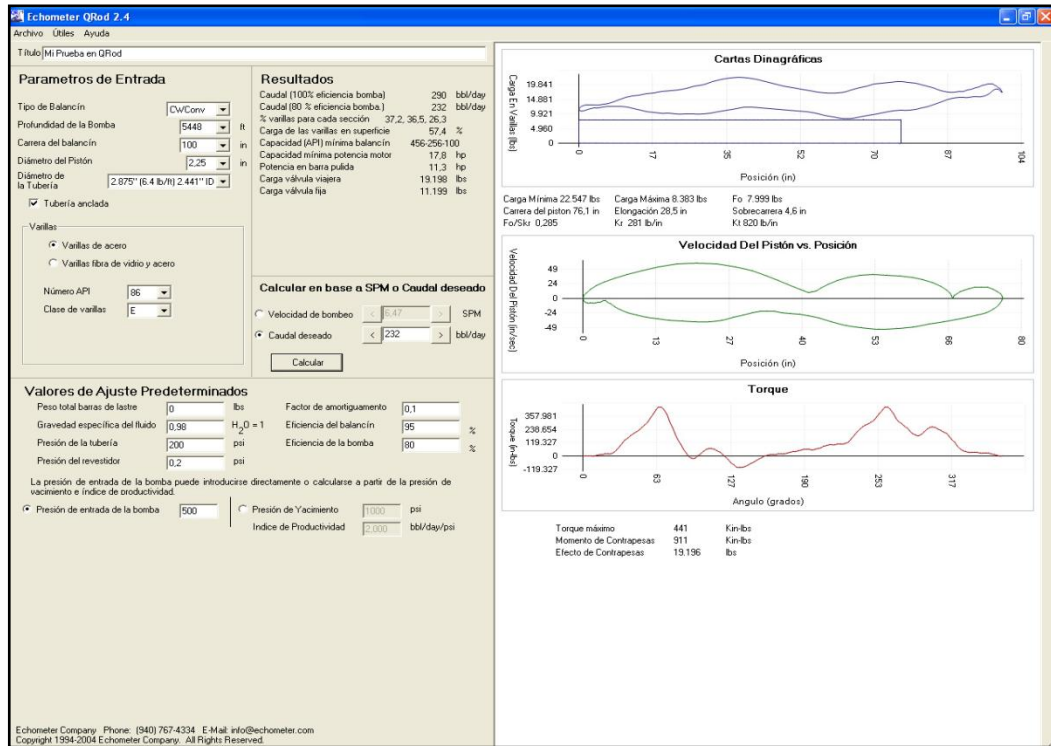 Echometer QRod 2.4
Archivo Útiles Ayuda
Título Mi Prueba en QRod
Parametros de Entrada
Tipo de Balancín CW/Conv
Profundidad de la Bomba 5448 ft
Carrera del balancín 100 in
Diámetro del Pistón 2,25 in
Diámetro de
la Tubería 2.875" (6.4 lb/ft) 2.441" ID
Tubería anclada
Varillas
Varillas de acero
Varillas fibra de vidrio y acero
Número API 86
Clase de varillas E
Resultados
Caudal (100% eficiencia bomba) 290 bbl/day
Caudal (80 % eficiencia bomba.) 232 bbl/day
% varillas para cada sección 37,2, 36,5, 26,3
Carga de las varillas en superficie 57,4 %
Capacidad (API) mínima balancín 456-256-100
Capacidad mínima potencia motor 17,8 hp
Potencia en barra pulida 11,3 hp
Carga válvula viajera 19.198 lbs
Carga válvula fija 11.199 lbs
Calcular en base a SPM o Caudal deseado
Velocidad de bombeo < 6,47 > SPM
Caudal deseado < 232 > bbl/day
Calcular
Valores de Ajuste Predeterminados
Peso total barras de lastre 0 lbs
Gravedad específica del fluido 0,98 H2O = 1
Presión de la tubería 200 psi
Presión del revestidor 0,2 psi
Factor de amortiguamento 0,1
Eficiencia del balancín 95 %
Eficiencia de la bomba 80 %
La presión de entrada de la bomba puede introducirse directamente o calcularse a partir de la presión de
yacimiento e índice de productividad.
Presión de entrada de la bomba 500
Presión de Yacimiento 1000 psi
Indice de Productividad 2,000 bbl/day/psi
Echometer Company Phone: (940) 767-4334 E-Mail: info@echometer.com
Copyright 1994-2004 Echometer Company. All Rights Reserved.
Cartas Dinagráficas
Carga En Varillas (lbs)
19.841
14.881
9.921
4.960
0
0 17 35 52 70 87 104
Posición (in)
Carga Mínima 22.547 lbs Carga Máxima 8.383 lbs Fo 7.999 lbs
Carrera del piston 76,1 in Elongación 28,5 in Sobrecarrera 4,6 in
Fo/Skr 0,285 Kr 281 lb/in Kt 820 lb/in
Velocidad Del Pistón vs. Posición
Velocidad Del Pistón (in/sec)
49
24
0
-24
-49
0 13 27 40 53 66 80
Posición (in)
Torque
Torque (in-lbs)
357.981
238.654
119.327
0
-119.327
0 63 127 190 253 317
Angulo (grados)
Torque máximo 441 Kin-lbs
Momento de Contrapesas 911 Kin-lbs
Efecto de Contrapesas 19.196 lbs